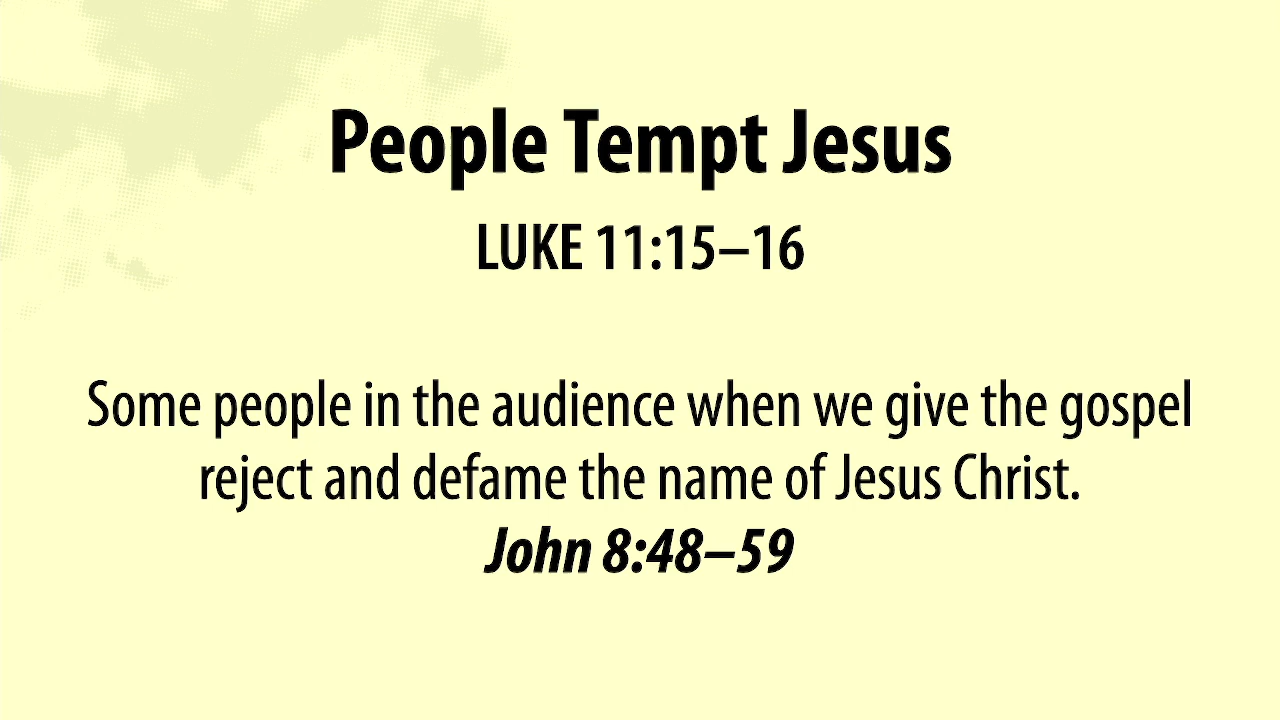 People Tempt Jesus
LUKE 11:15–16
Some people in the audience when we give the gospel
reject and defame the name of Jesus Christ.
John 8:48–59